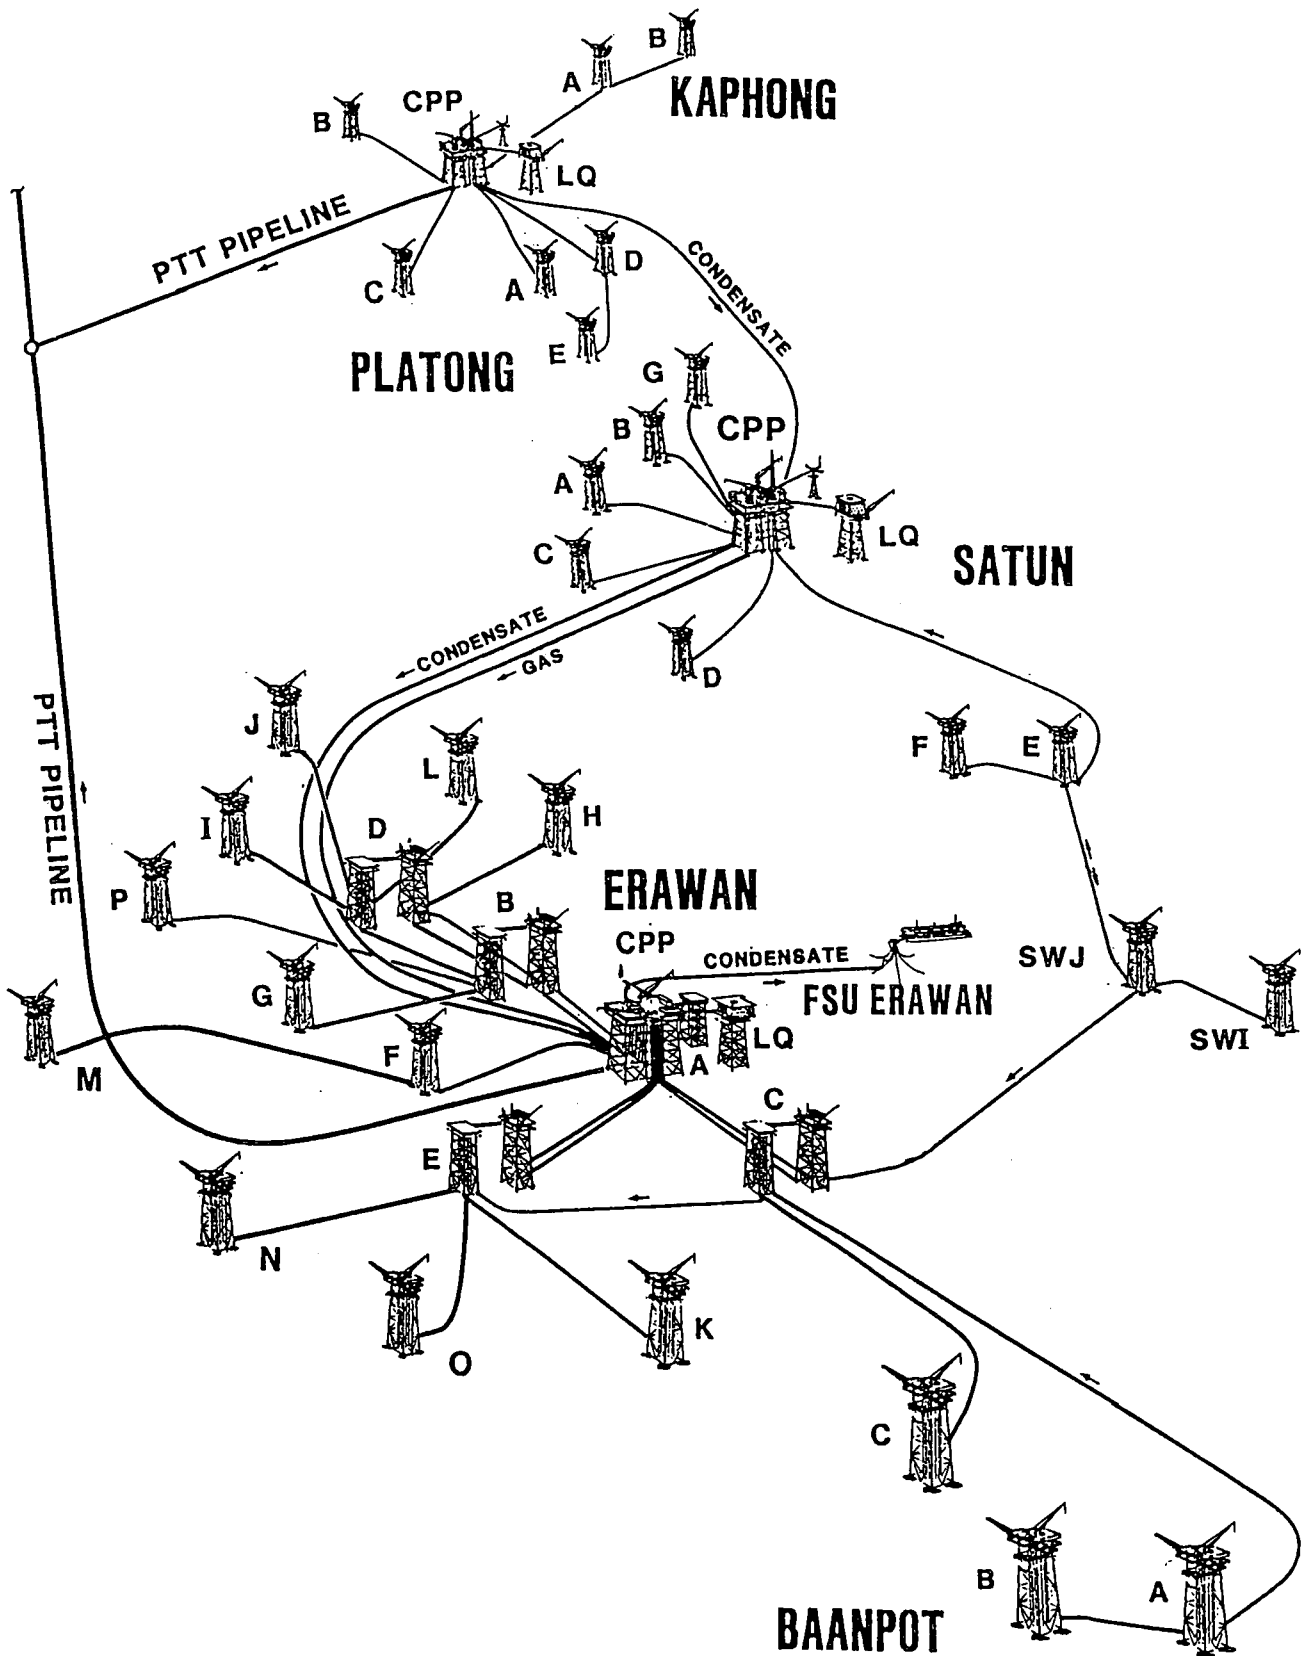 B
A
KAPHONG
CPP
B
LQ
PTT PIPELINE
C
A
D
CONDENSATE
E
PLATONG
G
B
CPP
A
LQ
C
SATUN
CONDENSATE
GAS
D
PTT PIPELINE
J
F
E
L
I
D
H
P
B
ERAWAN
CPP
CONDENSATE
SWJ
G
FSU ERAWAN
F
A
LQ
SWI
M
C
E
N
K
O
C
B
A
BAANPOT